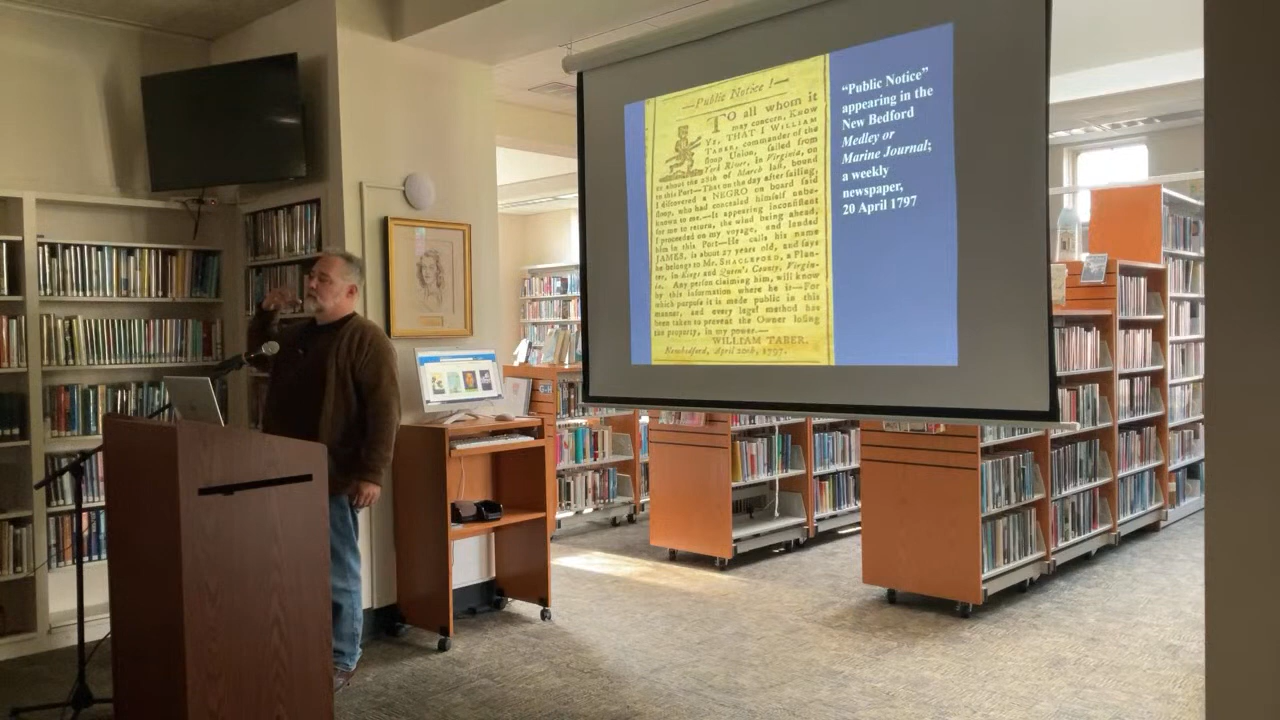 —Public Notice!—
To all whom it
may concern, Know
Ye, THAT I WILLIAM
TABER, commander of the
sloop Union, sailed from
York River, in Virginia, on
or about the 25th of March last, bound
to this Port—That on the day after sailing,
I discovered a NEGRO on board said
sloop, who had concealed himself unbe-
known to me.—It appearing inconsistent
for me to return, the wind being ahead,
I proceeded on my voyage, and landed
him in this Port—He calls his name
JAMES, is about 27 years old, and says
he belongs to Mr. SHACLEFORD, a Plan-
ter, in Kings and Queen's County, Virgin-
ia. Any person claiming him, will know
by this information where he is—For
which purpose it is made public in this
manner, and every legal method has
been taken to prevent the Owner losing
the property, in my power.—
WILLIAM TABER.
Newbedford, April 20th, 1797.
“Public Notice”
appearing in the
New Bedford
Medley or
Marine Journal;
a weekly
newspaper,
20 April 1797